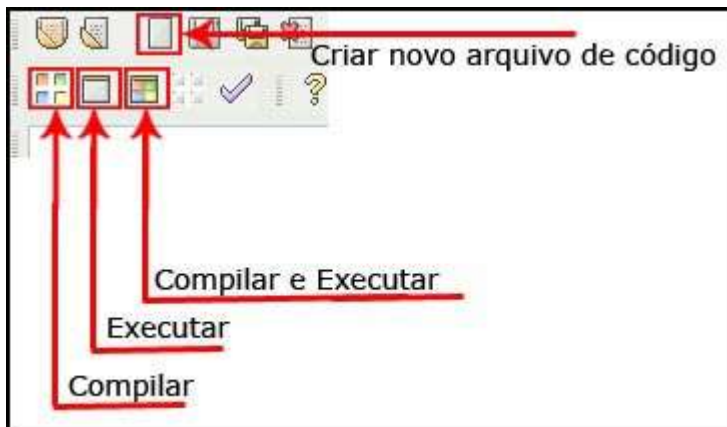 Criar novo arquivo de código
Compilar e Executar
Executar
Compilar